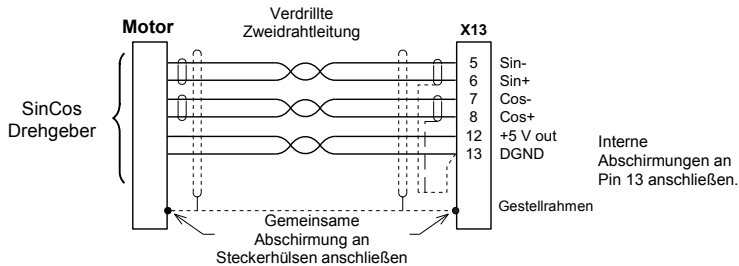 Motor
Verdrillte
Zweidrahtleitung
X13
SinCos
Drehgeber
5 Sin-
6 Sin+
7 Cos-
8 Cos+
12 +5 V out
13 DGND
Interne
Abschirmungen an
Pin 13 anschließen.
Gestellrahmen
Gemeinsame
Abschirmung an
Steckerhülsen anschließen